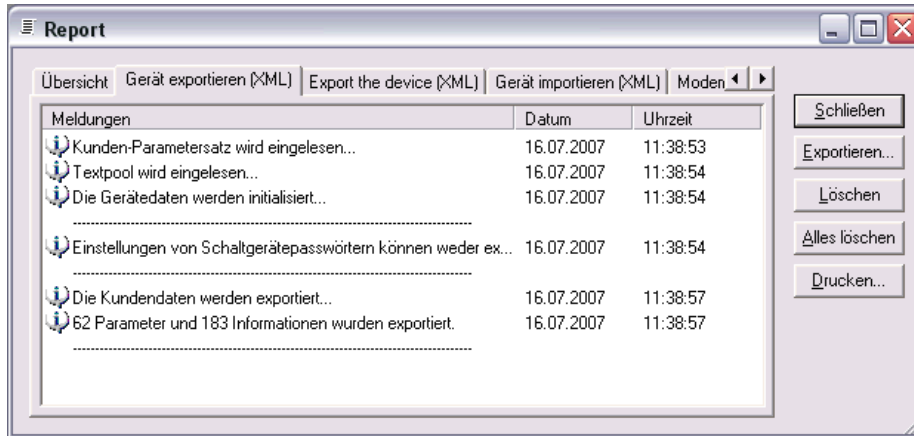 Report
Übersicht Gerät exportieren (XML) Export the device (XML) Gerät importieren (XML) Moden
Meldungen Datum Uhrzeit
Kunden-Parametersatz wird eingelesen... 16.07.2007 11:38:53
Textpool wird eingelesen... 16.07.2007 11:38:54
Die Gerätedaten werden initialisiert... 16.07.2007 11:38:54
--------------------------------------------------
Einstellungen von Schaltgerätepasswörtern können weder ex... 16.07.2007 11:38:54
--------------------------------------------------
Die Kundendaten werden exportiert... 16.07.2007 11:38:57
62 Parameter und 183 Informationen wurden exportiert. 16.07.2007 11:38:57
--------------------------------------------------
Schließen
Exportieren...
Löschen
Alles löschen
Drucken...